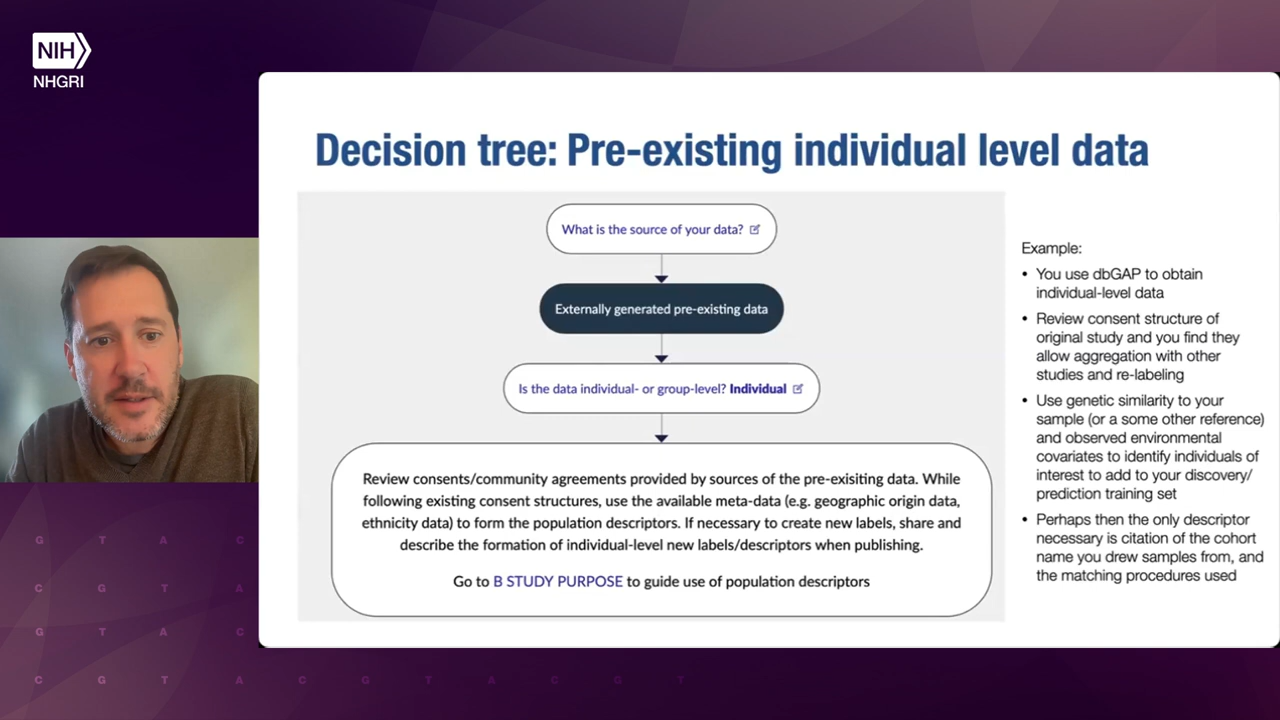 NIH
NHGRI
Decision tree: Pre-existing individual level data
What is the source of your data?
Externally generated pre-existing data
Is the data individual- or group-level? Individual
Review consents/community agreements provided by sources of the pre-exisiting data. While
following existing consent structures, use the available meta-data (e.g. geographic origin data,
ethnicity data) to form the population descriptors. If necessary to create new labels, share and
describe the formation of individual-level new labels/descriptors when publishing.
Go to B STUDY PURPOSE to guide use of population descriptors
Example:
• You use dbGAP to obtain
individual-level data
• Review consent structure of
original study and you find they
allow aggregation with other
studies and re-labeling
• Use genetic similarity to your
sample (or a some other reference)
and observed environmental
covariates to identify individuals of
interest to add to your discovery/
prediction training set
• Perhaps then the only descriptor
necessary is citation of the cohort
name you drew samples from, and
the matching procedures used
G T A C
C G T A C
G T A C
C G T A C G T A C G T